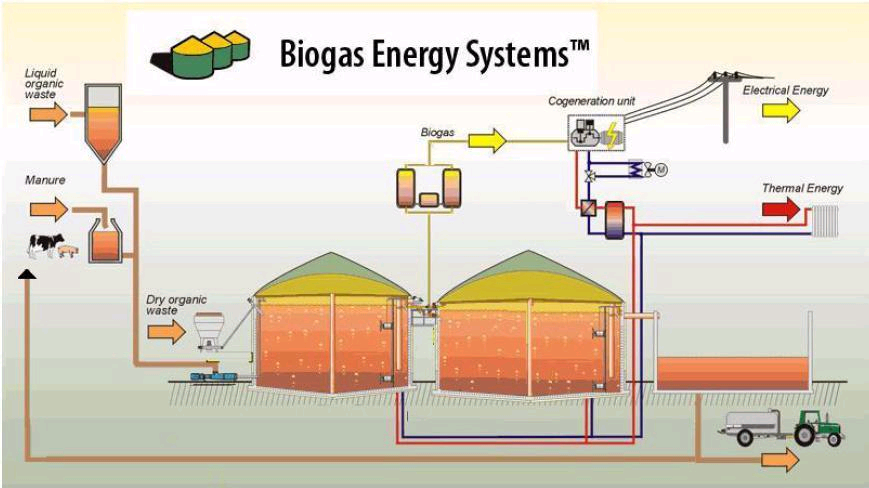 Biogas Energy Systems™
Liquid
organic
waste
Cogeneration unit
Electrical Energy
Biogas
Manure
M
Thermal Energy
Dry organic
waste